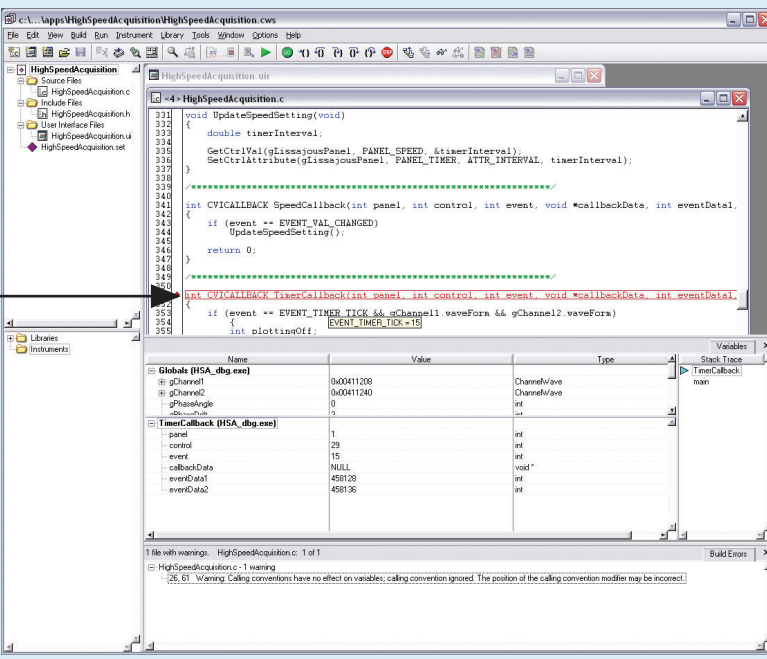 c:\...\apps\HighSpeedAcquisition\HighSpeedAcquisition.cws
File Edit View Build Run Instrument Library Tools Window Options Help
HighSpeedAcquisition
Source Files
HighSpeedAcquisition.c
Include Files
HighSpeedAcquisition.h
User Interface Files
HighSpeedAcquisition.ui
HighSpeedAcquisition.set
Libraries
Instruments
HighSpeedAcquisition.uir
<4> HighSpeedAcquisition.c
331 void UpdateSpeedSetting(void)
332 {
333 double timerInterval;
334
335 GetCtrlVal(gLissajousPanel, PANEL_SPEED, &timerInterval);
336 SetCtrlAttribute(gLissajousPanel, PANEL_TIMER, ATTR_INTERVAL, timerInterval);
337 }
338
339 /*******************************************************/
340
341 int CVICALLBACK SpeedCallback(int panel, int control, int event, void *callbackData, int eventData1,
342 {
343 if (event == EVENT_VAL_CHANGED)
344 UpdateSpeedSetting();
345
346 return 0;
347 }
348
349 /*******************************************************/
350
int CVICALLBACK TimerCallback(int panel, int control, int event, void *callbackData, int eventData1,
352 {
353 if (event == EVENT_TIMER_TICK && gChannel1.waveForm && gChannel2.waveForm)
354 {
EVENT_TIMER_TICK = 15
355 int plottingOff;
Variables
Name Value Type
Globals (HSA_dbg.exe)
gChannel1 0x00411208 ChannelWave
gChannel2 0x00411240 ChannelWave
gPhaseAngle 0 int
gPhaseDrift 2 int
TimerCallback (HSA_dbg.exe)
panel 1 int
control 29 int
event 15 int
callbackData NULL void *
eventData1 458128 int
eventData2 458136 int
Stack Trace
TimerCallback
main
1 file with warnings. HighSpeedAcquisition.c: 1 of 1
Build Errors
HighSpeedAcquisition.c - 1 warning
26, 61 Warning: Calling conventions have no effect on variables; calling convention ignored. The position of the calling convention modifier may be incorrect.